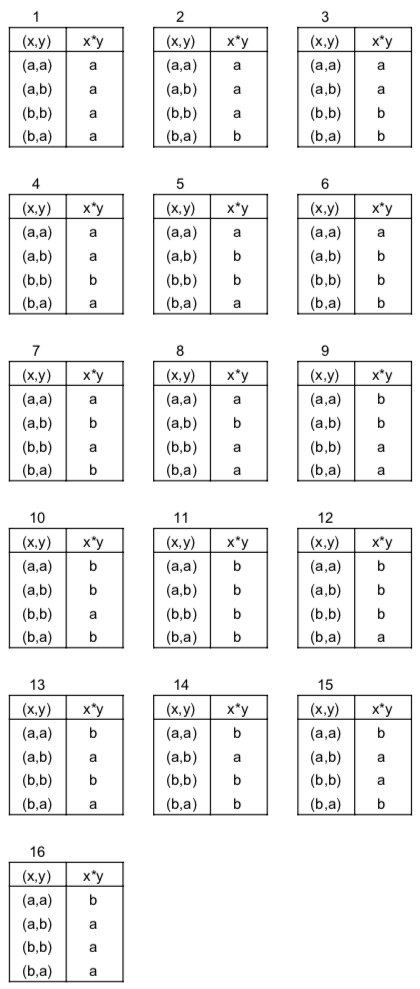 1 2 3
(x,y) x*y (x,y) x*y (x,y) x*y
(a,a) a (a,a) a (a,a) a
(a,b) a (a,b) a (a,b) a
(b,b) a (b,b) a (b,b) b
(b,a) a (b,a) b (b,a) b
4 5 6
(x,y) x*y (x,y) x*y (x,y) x*y
(a,a) a (a,a) a (a,a) a
(a,b) a (a,b) b (a,b) b
(b,b) b (b,b) b (b,b) b
(b,a) a (b,a) a (b,a) b
7 8 9
(x,y) x*y (x,y) x*y (x,y) x*y
(a,a) a (a,a) a (a,a) b
(a,b) b (a,b) b (a,b) b
(b,b) a (b,b) a (b,b) a
(b,a) b (b,a) a (b,a) a
10 11 12
(x,y) x*y (x,y) x*y (x,y) x*y
(a,a) b (a,a) b (a,a) b
(a,b) b (a,b) b (a,b) b
(b,b) a (b,b) b (b,b) b
(b,a) b (b,a) b (b,a) a
13 14 15
(x,y) x*y (x,y) x*y (x,y) x*y
(a,a) b (a,a) b (a,a) b
(a,b) a (a,b) a (a,b) a
(b,b) b (b,b) b (b,b) a
(b,a) a (b,a) b (b,a) b
16
(x,y) x*y
(a,a) b
(a,b) a
(b,b) a
(b,a) a